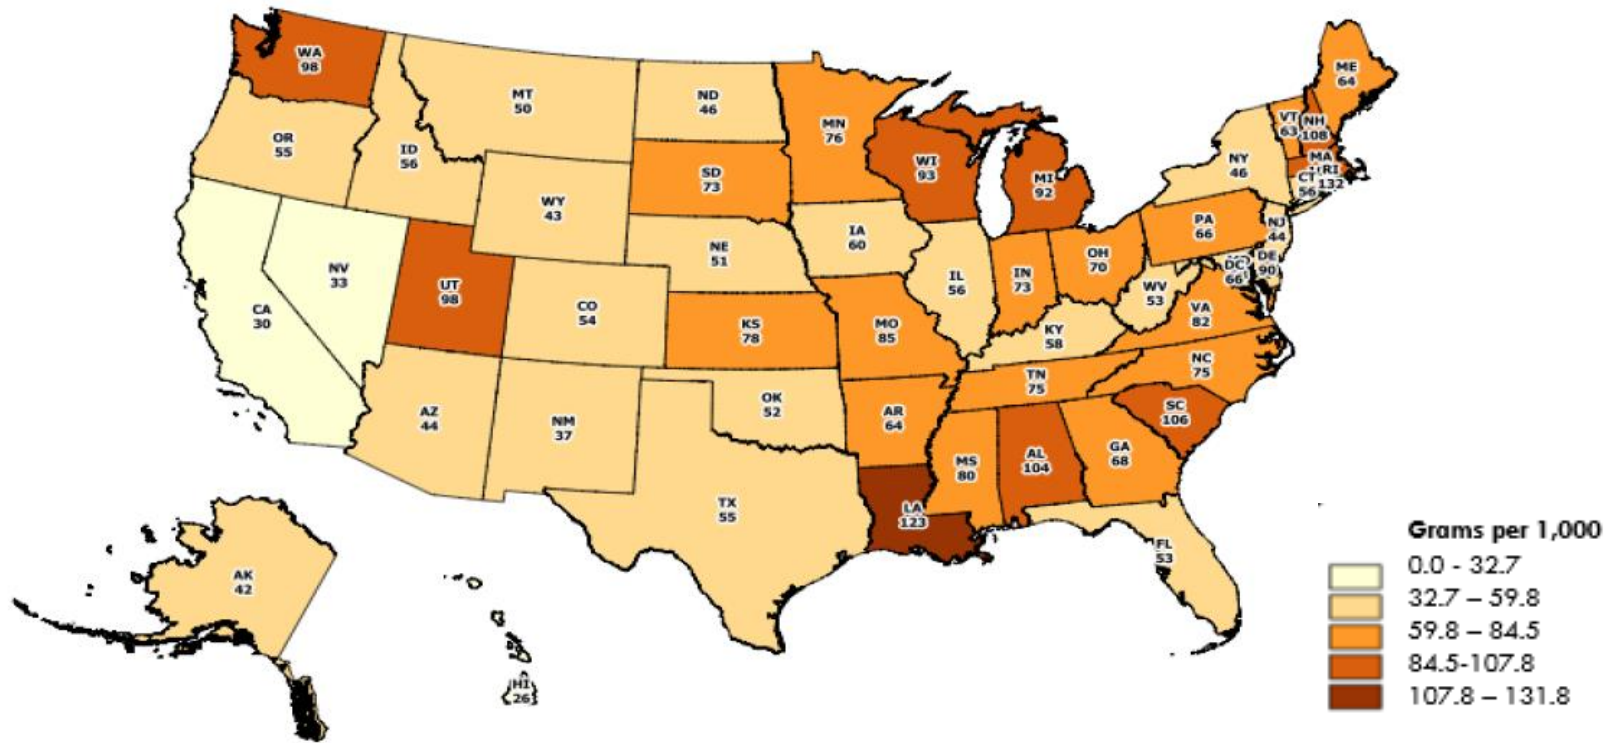 WA
98
MT
50
ND
46
MN
76
ME
64
OR
55
ID
56
SD
73
WI
93
MI
92
VT
63
NH
108
MA
RI
132
CT
56
NY
46
WY
43
IA
60
NE
51
PA
66
NJ
44
OH
70
IN
73
IL
56
DE
90
DC
66
NV
33
UT
98
CO
54
WV
53
VA
82
CA
30
KS
78
MO
85
KY
58
NC
75
TN
75
AZ
44
NM
37
OK
52
AR
64
SC
106
GA
68
AL
104
MS
80
TX
55
LA
123
FL
53
AK
42
HI
26
Grams per 1,000
0.0 - 32.7
32.7 – 59.8
59.8 – 84.5
84.5-107.8
107.8 – 131.8